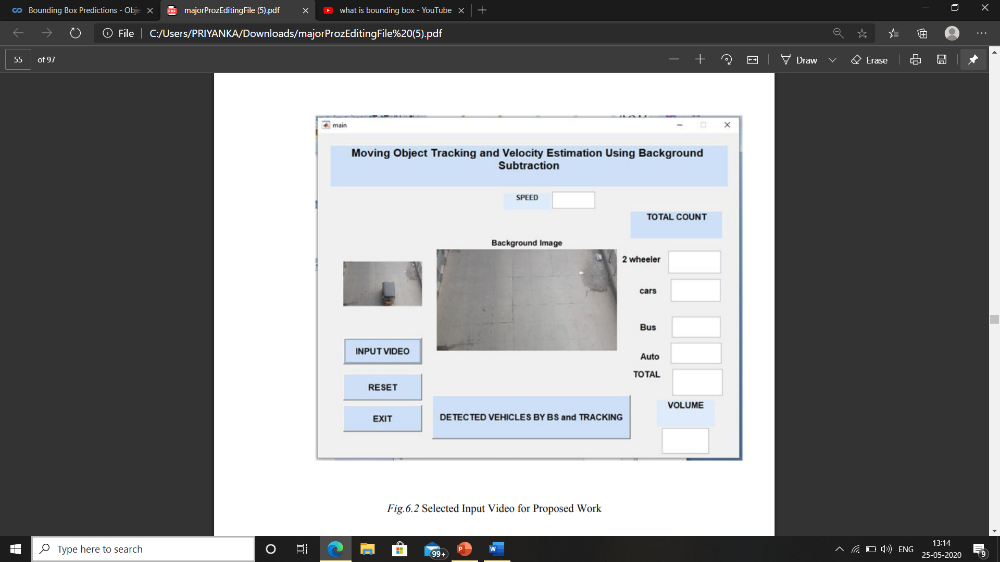 Bounding Box Predictions - Obje
majorProzEditingFile (5).pdf
what is bounding box - YouTube
File
C:/Users/PRIYANKA/Downloads/majorProzEditingFile%20(5).pdf
55 of 97
Draw
Erase
main
Moving Object Tracking and Velocity Estimation Using Background
Subtraction
SPEED
TOTAL COUNT
Background Image
2 wheeler
cars
Bus
INPUT VIDEO
Auto
TOTAL
RESET
VOLUME
EXIT
DETECTED VEHICLES BY BS and TRACKING
Fig.6.2 Selected Input Video for Proposed Work
Type here to search
99+
ENG
13:14
25-05-2020
9